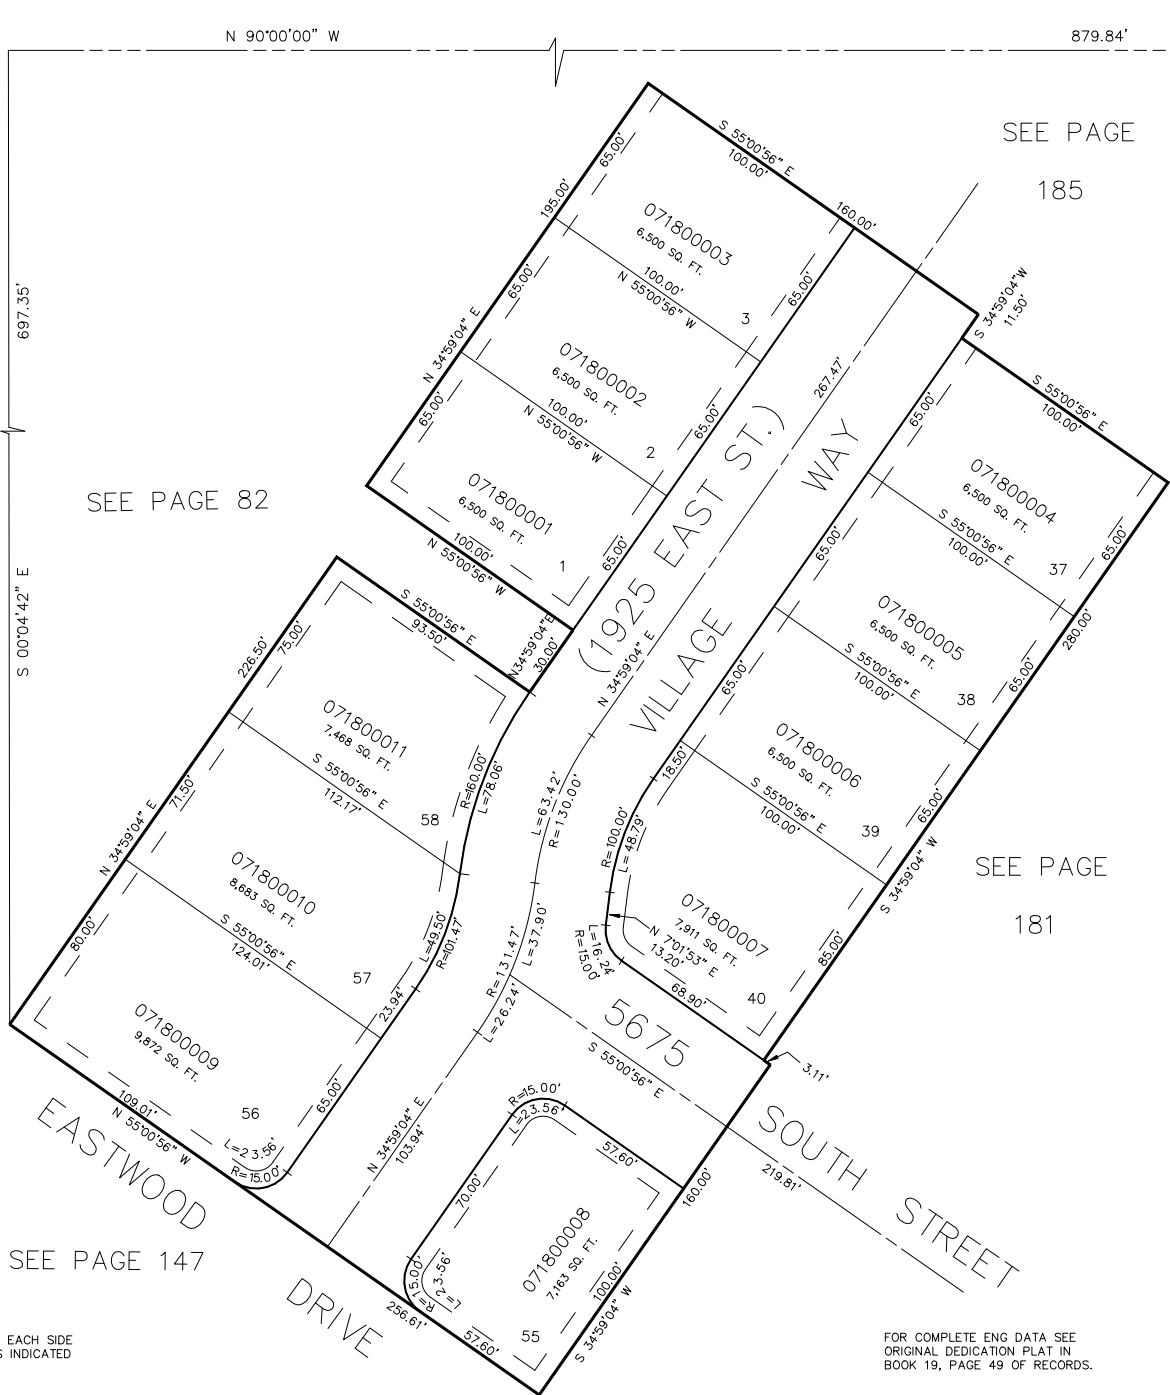 N 90°00'00" W
879.84'
SEE PAGE
185
697.35'
S 00°04'42" E
S 55°00'56" E
100.00'
160.00'
65.00'
195.00'
071800003
6,500 SQ. FT.
100.00'
N 55°00'56" W
3
65.00'
S 34°59'04"W
11.50'
65.00'
N 34°59'04" E
071800002
6,500 SQ. FT.
100.00'
N 55°00'56" W
2
65.00'
267.47'
65.00'
S 55°00'56" E
100.00'
65.00'
071800001
6,500 SQ. FT.
100.00'
N 55°00'56" W
1
65.00'
SEE PAGE 82
(1925 EAST ST.)
VILLAGE WAY
N 34°59'04" E
071800004
6,500 SQ. FT.
S 55°00'56" E
100.00'
37
65.00'
280.00'
65.00'
071800005
6,500 SQ. FT.
S 55°00'56" E
100.00'
38
65.00'
65.00'
071800006
6,500 SQ. FT.
S 55°00'56" E
100.00'
39
65.00'
S 34°59'04" W
SEE PAGE
181
S 55°00'56" E
93.50'
N34°59'04"E
30.00'
226.50'
75.00'
071800011
7,468 SQ. FT.
S 55°00'56" E
112.17'
58
R=160.00'
L=78.06'
L=63.42'
R=130.00'
18.50'
R=100.00'
L=48.79'
071800007
7,911 SQ. FT.
N 7°01'53" E
13.20'
L=16.24'
R=15.00'
68.90'
40
85.00'
3.11'
71.50'
N 34°59'04" E
071800010
8,683 SQ. FT.
S 55°00'56" E
124.01'
57
L=49.50'
R=101.47'
R=131.47'
L=37.90'
L=26.24'
23.94'
80.00'
071800009
9,872 SQ. FT.
56
65.00'
109.01'
N 55°00'56" W
L=23.56'
R=15.00'
N 34°59'04" E
103.94'
5675 SOUTH STREET
S 55°00'56" E
219.81'
R=15.00'
L=23.56'
57.60'
160.00'
70.00'
071800008
7,163 SQ. FT.
100.00'
S 34°59'04" W
55
R=15.00'
L=23.56'
57.60'
256.61'
EASTWOOD DRIVE
SEE PAGE 147
EACH SIDE
INDICATED
FOR COMPLETE ENG DATA SEE
ORIGINAL DEDICATION PLAT IN
BOOK 19, PAGE 49 OF RECORDS.